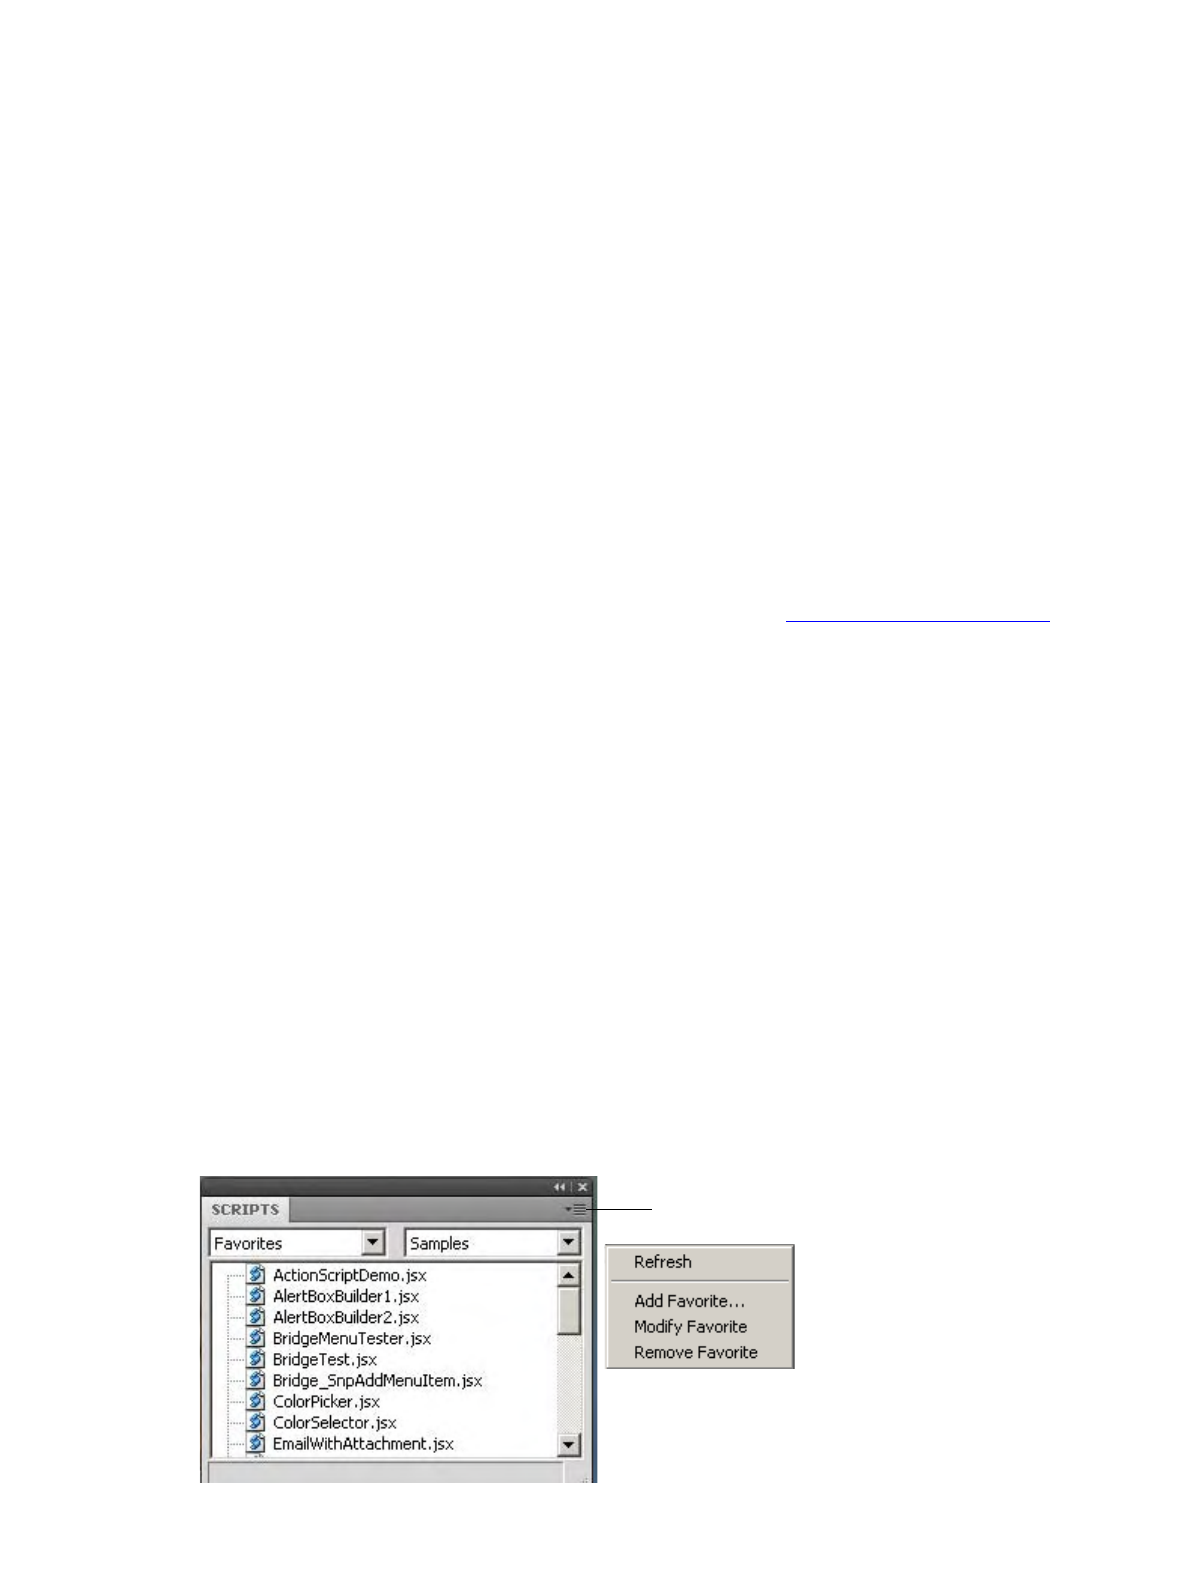 SCRIPTS
Favorites
Samples
ActionScriptDemo.jsx
AlertBoxBuilder1.jsx
AlertBoxBuilder2.jsx
BridgeMenuTester.jsx
BridgeTest.jsx
Bridge_SnpAddMenuItem.jsx
ColorPicker.jsx
ColorSelector.jsx
EmailWithAttachment.jsx
Refresh
Add Favorite...
Modify Favorite
Remove Favorite